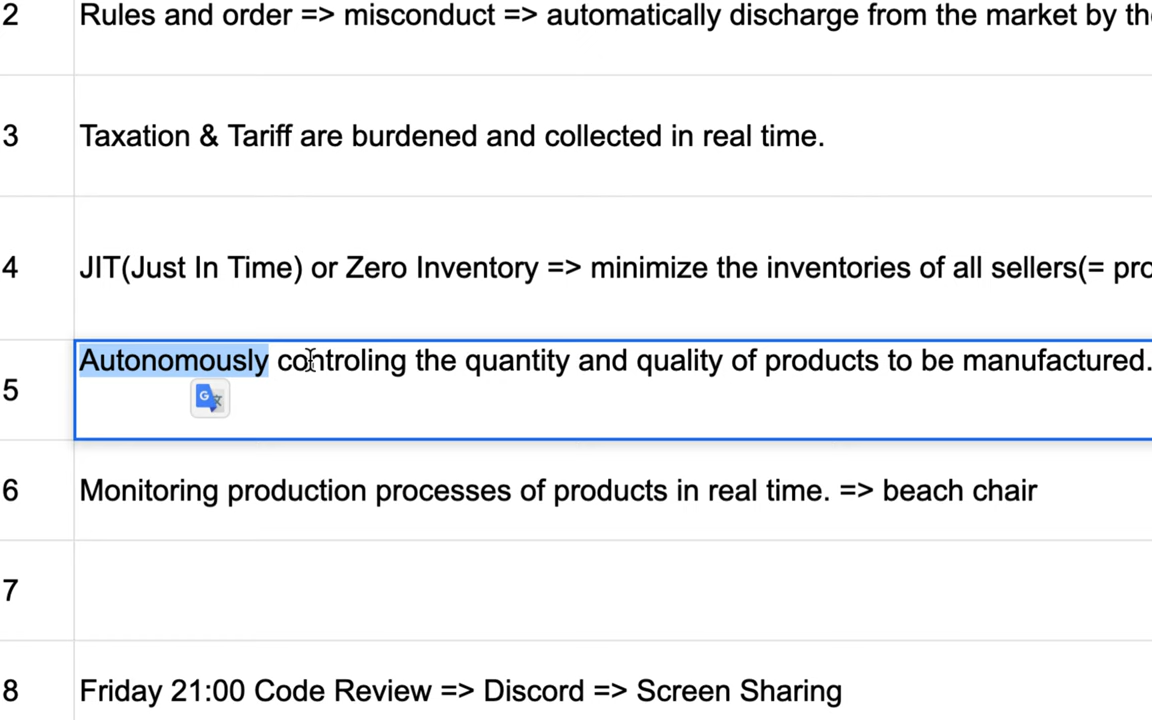 2 Rules and order => misconduct => automatically discharge from the market by
3 Taxation & Tariff are burdened and collected in real time.
4 JIT(Just In Time) or Zero Inventory => minimize the inventories of all sellers(=
5 Autonomously controling the quantity and quality of products to be manufactured.
6 Monitoring production processes of products in real time. => beach chair
7
8 Friday 21:00 Code Review => Discord => Screen Sharing